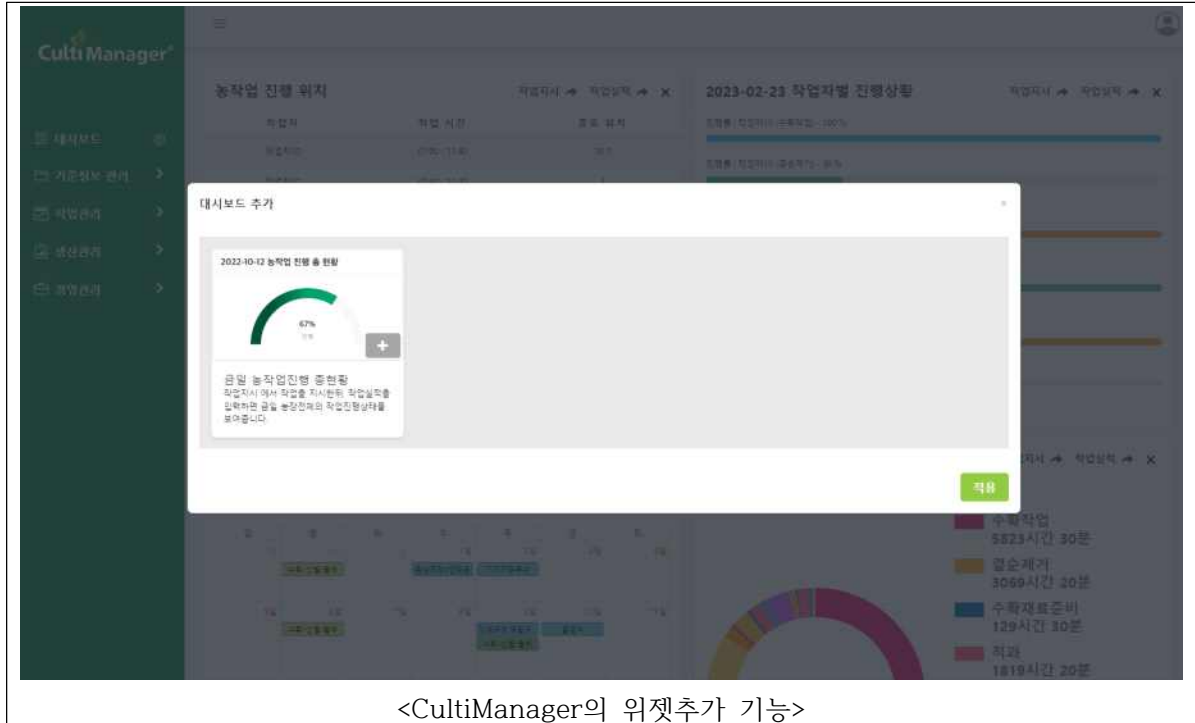 CultiManager®
농작업 진행 위치
작업지시
작업실적
×
2023-02-23 작업자별 진행상황
작업지시
작업실적
×
대시보드
기준정보 관리
작업관리
생산관리
경영관리
작업자
작업 시간
종료 위치
대시보드 추가
×
2022-10-12 농작업 진행 총 현황
67%
+
금일 농작업진행 총현황
작업지시 에서 작업을 지시한뒤, 작업실적을
입력하면 금일 농장전체의 작업진행상태를
보여줍니다.
적용
작업실적
×
수확작업
5823시간 30분
곁순제거
3069시간 20분
수확재료준비
129시간 30분
적과
1819시간 20분
<CultiManager의 위젯추가 기능>